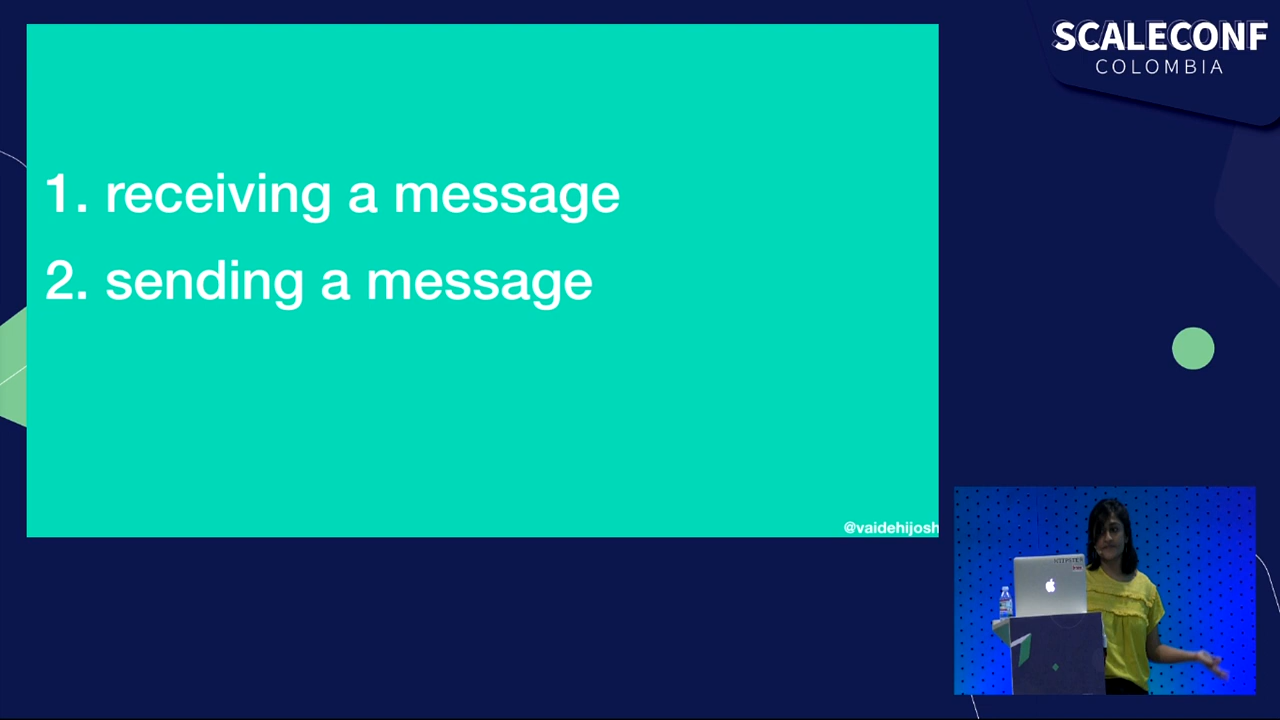 SCALECONF
COLOMBIA
1. receiving a message
2. sending a message
@vaidehijosh